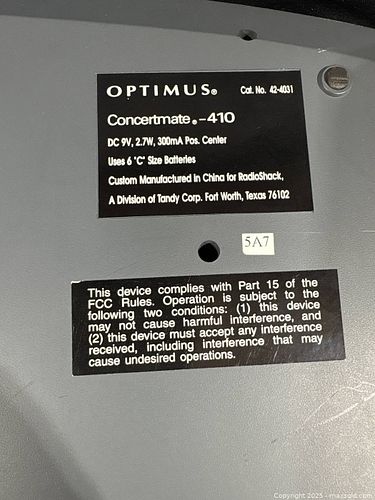 OPTIMUS® Cat. No. 42-4031
Concertmate®-410
DC 9V, 2.7W, 300mA Pos. Center
Uses 6 "C" Size Batteries
Custom Manufactured in China for RadioShack,
A Division of Tandy Corp. Fort Worth, Texas 76102
5A7
This device complies with Part 15 of the
FCC Rules. Operation is subject to the
following two conditions: (1) this device
may not cause harmful interference, and
(2) this device must accept any interference
received, including interference that may
cause undesired operations.
Copyright 2025 - maxsold.com